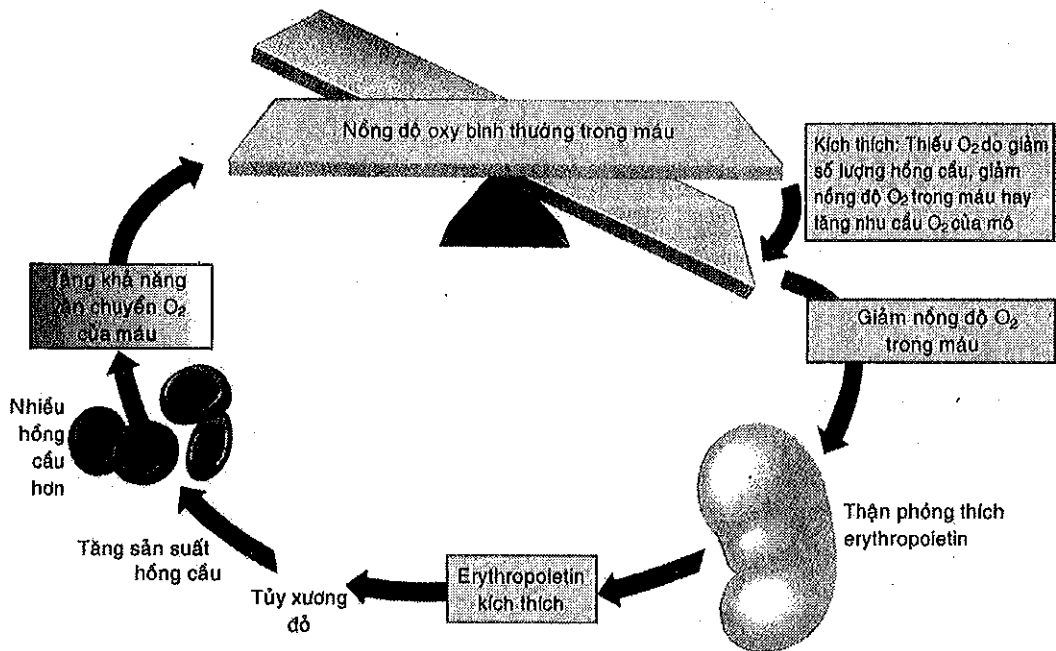 Nồng độ oxy bình thường trong máu
Kích thích: Thiếu O₂ do giảm
số lượng hồng cầu, giảm
nồng độ O₂ trong máu hay
tăng nhu cầu O₂ của mô
Giảm nồng độ O₂
trong máu
Thận phóng thích
erythropoietin
Erythropoietin
kích thích
Tủy xương
đỏ
Tăng sản suất
hồng cầu
Nhiều
hồng
cầu
hơn
Tăng khả năng
vận chuyển O₂
của máu